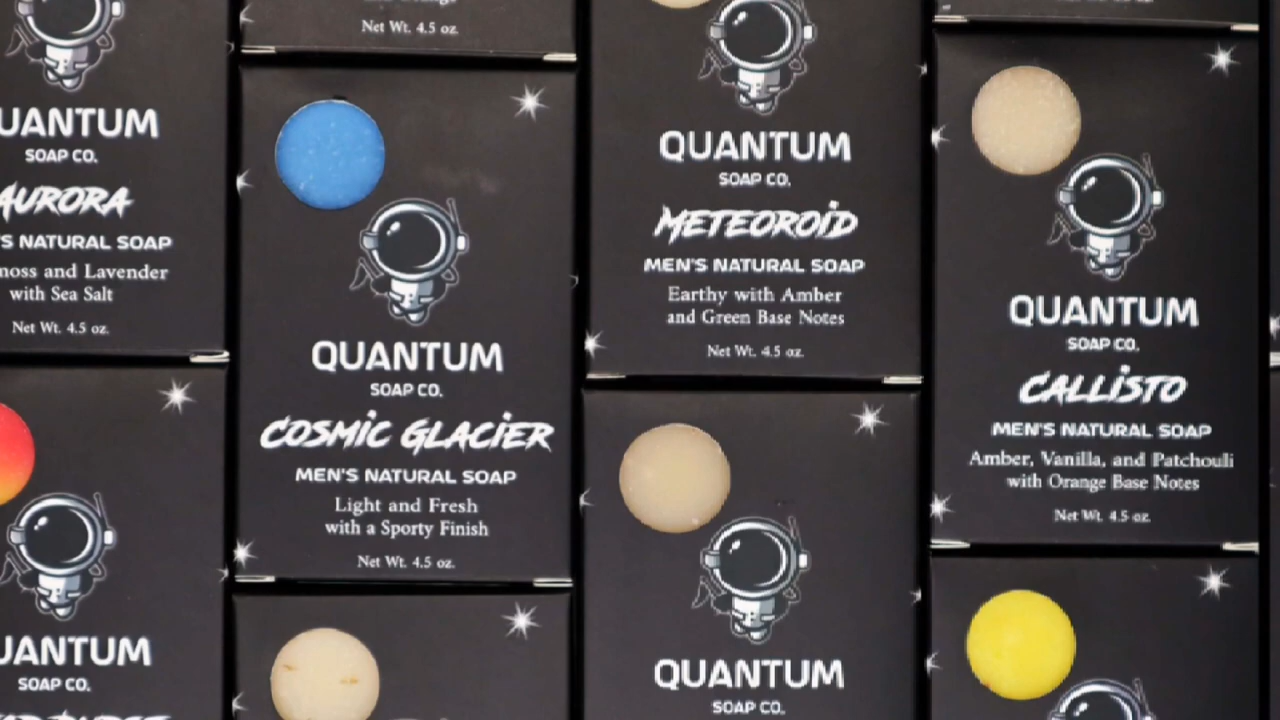 UANTUM
SOAP CO.
AURORA
'S NATURAL SOAP
moss and Lavender
with Sea Salt
Net Wt. 4.5 oz.
UANTUM
SOAP CO.
Net Wt. 4.5 oz.
QUANTUM
SOAP CO.
COSMIC GLACIER
MEN'S NATURAL SOAP
Light and Fresh
with a Sporty Finish
Net Wt. 4.5 oz.
QUANTUM
SOAP CO.
METEOROID
MEN'S NATURAL SOAP
Earthy with Amber
and Green Base Notes
Net Wt. 4.5 oz.
QUANTUM
SOAP CO.
QUANTUM
SOAP CO.
CALLISTO
MEN'S NATURAL SOAP
Amber, Vanilla, and Patchouli
with Orange Base Notes
Net Wt. 4.5 oz.